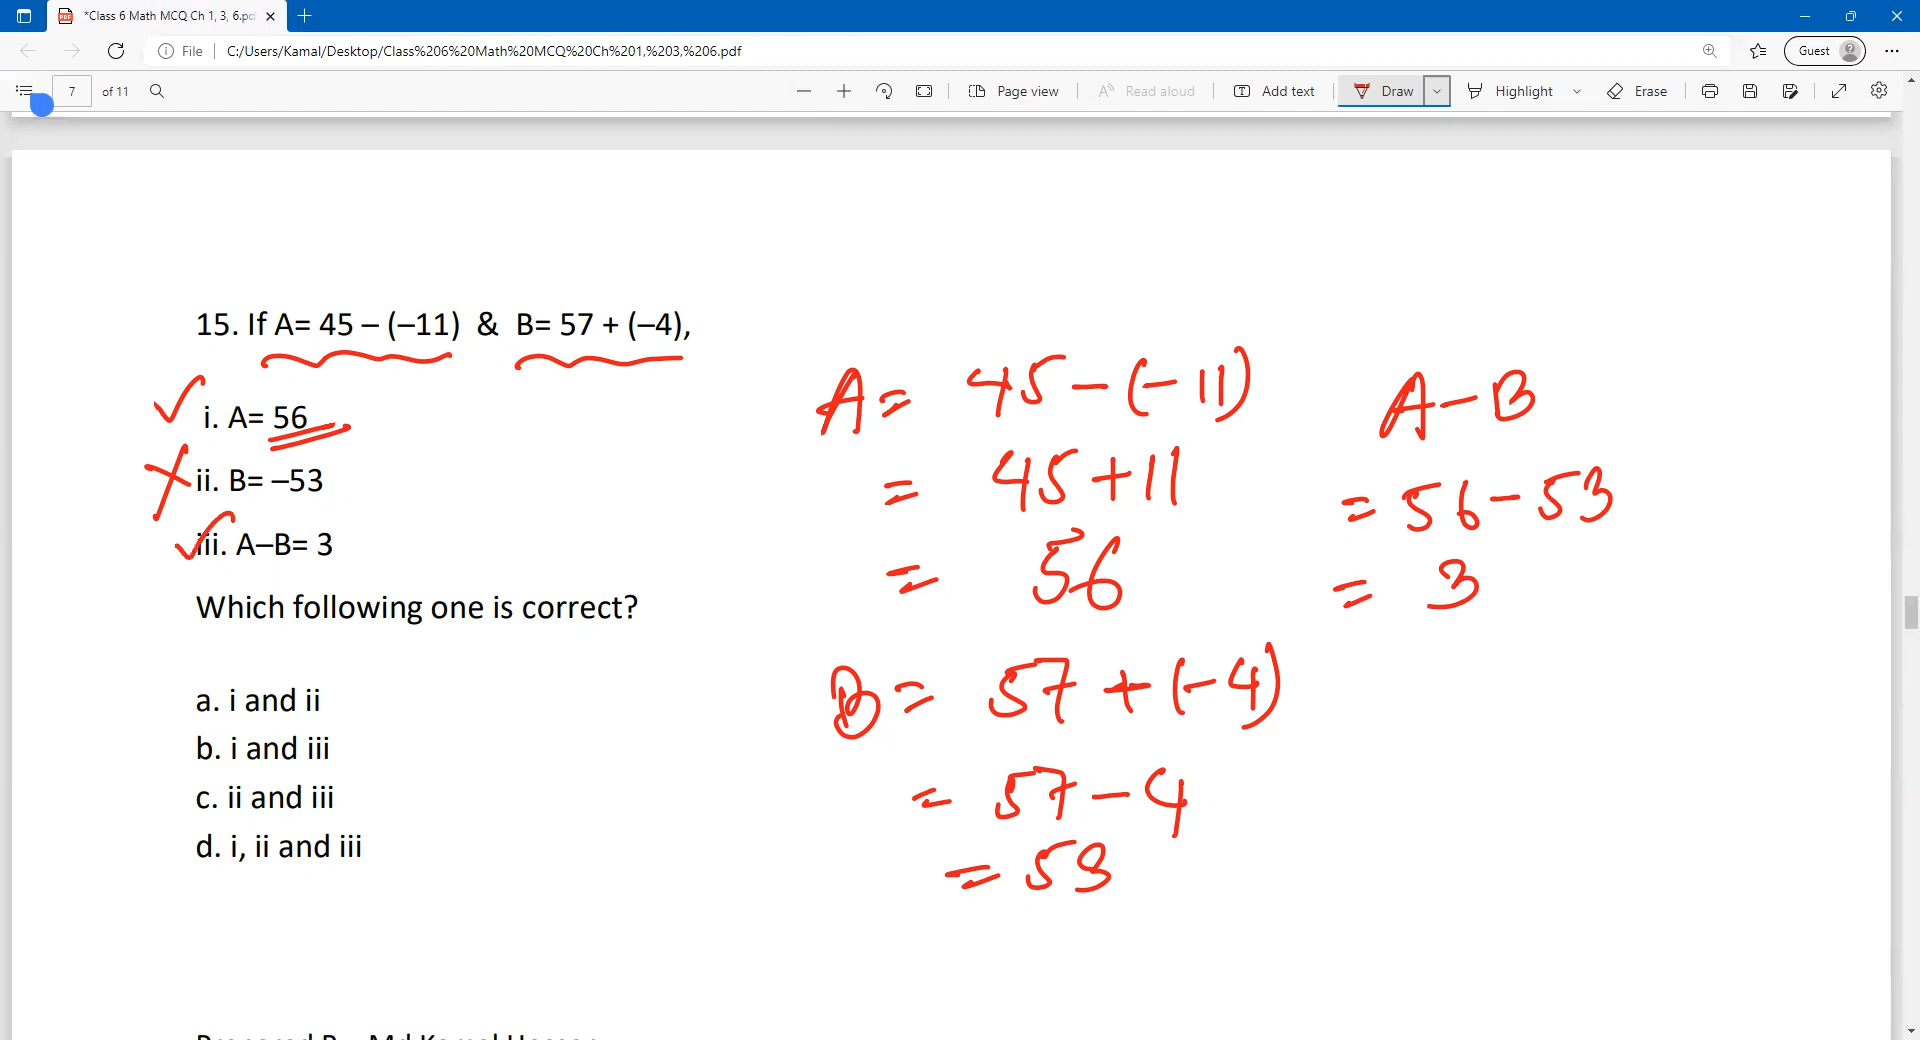 *Class 6 Math MCQ Ch 1, 3, 6.pd
File C:/Users/Kamal/Desktop/Class%206%20Math%20MCQ%20Ch%201,%203,%206.pdf Guest
7 of 11 Page view Read aloud Add text Draw Highlight Erase
15. If A= 45 – (–11) & B= 57 + (–4),
i. A= 56
ii. B= –53
iii. A–B= 3
Which following one is correct?
a. i and ii
b. i and iii
c. ii and iii
d. i, ii and iii
A = 45 - (- 11)
= 45 + 11
= 56
B = 57 + (- 4)
= 57 - 4
= 53
A - B
= 56 - 53
= 3